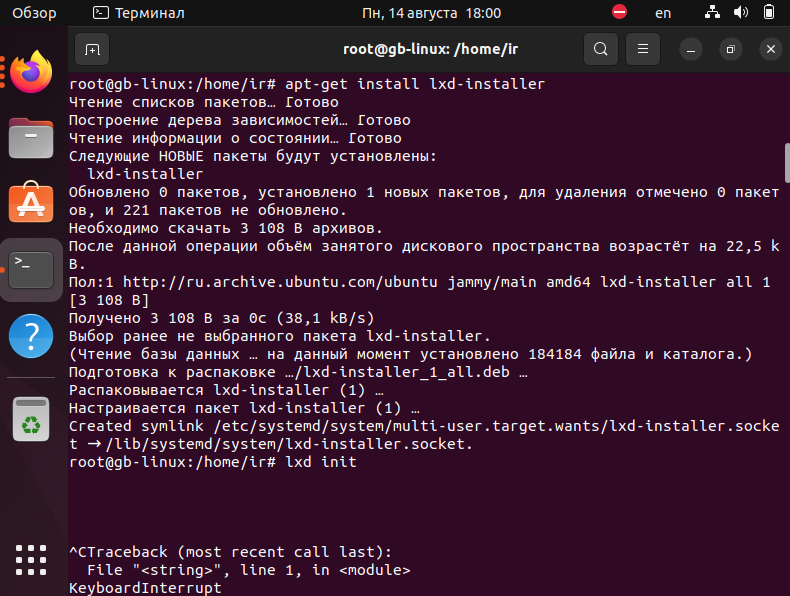 Обзор Терминал Пн, 14 августа 18:00 en
root@gb-linux: /home/ir
root@gb-linux:/home/ir# apt-get install lxd-installer
Чтение списков пакетов… Готово
Построение дерева зависимостей… Готово
Чтение информации о состоянии… Готово
Следующие НОВЫЕ пакеты будут установлены:
  lxd-installer
Обновлено 0 пакетов, установлено 1 новых пакетов, для удаления отмечено 0 пакет
ов, и 221 пакетов не обновлено.
Необходимо скачать 3 108 B архивов.
После данной операции объём занятого дискового пространства возрастёт на 22,5 k
B.
Пол:1 http://ru.archive.ubuntu.com/ubuntu jammy/main amd64 lxd-installer all 1
[3 108 B]
Получено 3 108 B за 0с (38,1 kB/s)
Выбор ранее не выбранного пакета lxd-installer.
(Чтение базы данных … на данный момент установлено 184184 файла и каталога.)
Подготовка к распаковке …/lxd-installer_1_all.deb …
Распаковывается lxd-installer (1) …
Настраивается пакет lxd-installer (1) …
Created symlink /etc/systemd/system/multi-user.target.wants/lxd-installer.socke
t → /lib/systemd/system/lxd-installer.socket.
root@gb-linux:/home/ir# lxd init
^CTraceback (most recent call last):
  File "<string>", line 1, in <module>
KeyboardInterrupt